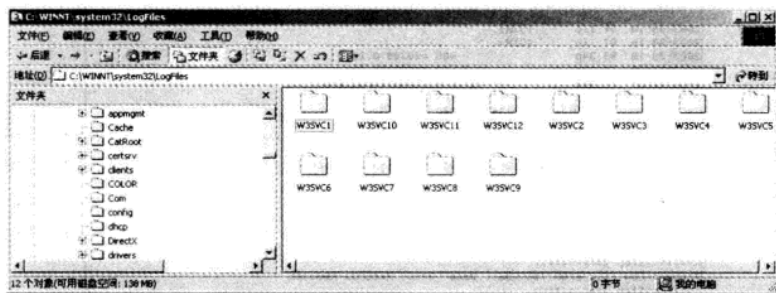 C:\WINNT\system32\LogFiles
文件(F) 编辑(E) 查看(V) 收藏(A) 工具(T) 帮助(H)
后退 搜索 文件夹
地址(D) C:\WINNT\system32\LogFiles 转到
文件夹
appmgmt
Cache
CatRoot
certsrv
clients
COLOR
Com
config
dhcp
DirectX
drivers
W3SVC1 W3SVC10 W3SVC11 W3SVC12 W3SVC2 W3SVC3 W3SVC4 W3SVC5
W3SVC6 W3SVC7 W3SVC8 W3SVC9
12 个对象(可用磁盘空间: 138 MB) 0 字节 我的电脑